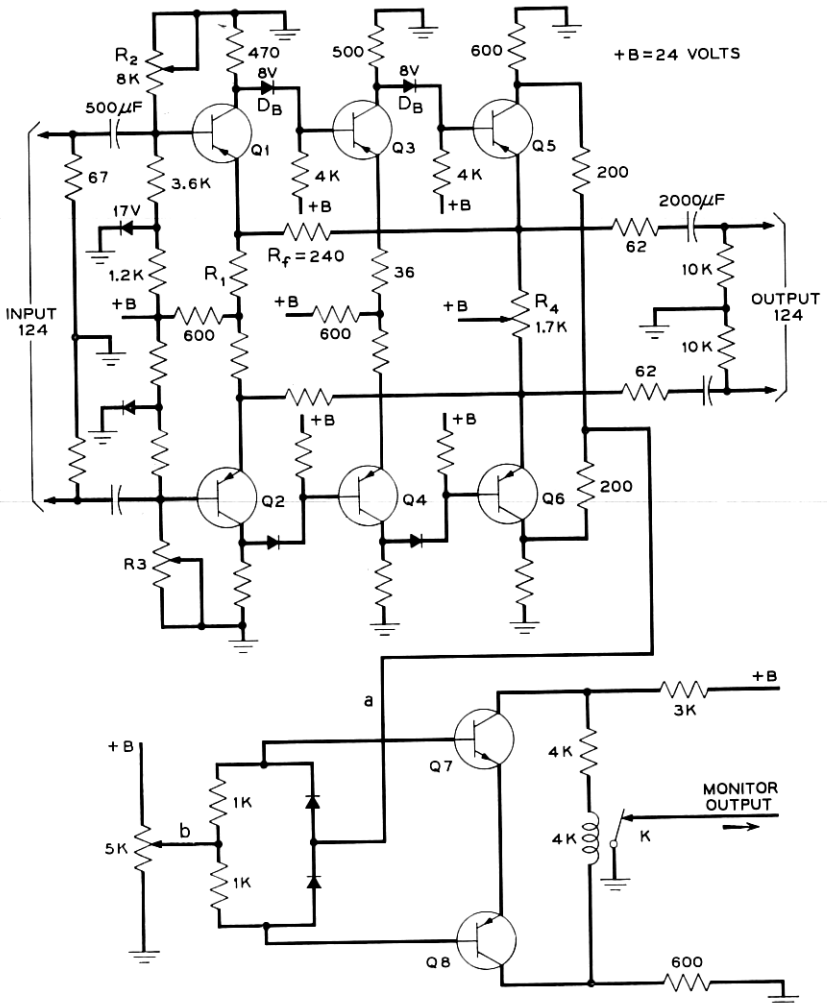 R2
8K
470
500
600
+B=24 VOLTS
8V
DB
8V
DB
500µF
Q1
Q3
Q5
67
3.6K
4K
+B
4K
+B
200
17V
2000µF
Rf=240
62
1.2K
R1
36
10K
INPUT
124
+B
600
+B
600
+B
R4
1.7K
OUTPUT
124
10K
62
+B
+B
Q2
Q4
Q6
200
R3
a
+B
3K
Q7
4K
+B
1K
MONITOR
OUTPUT
b
5K
4K
K
1K
Q8
600